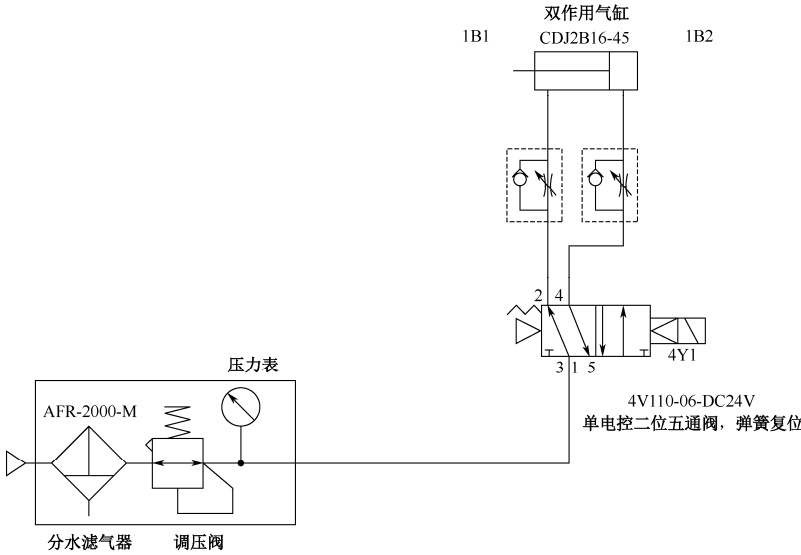 双作用气缸
1B1
CDJ2B16-45
1B2
2 4
3 1 5
4Y1
4V110-06-DC24V
单电控二位五通阀，弹簧复位
压力表
AFR-2000-M
分水滤气器
调压阀